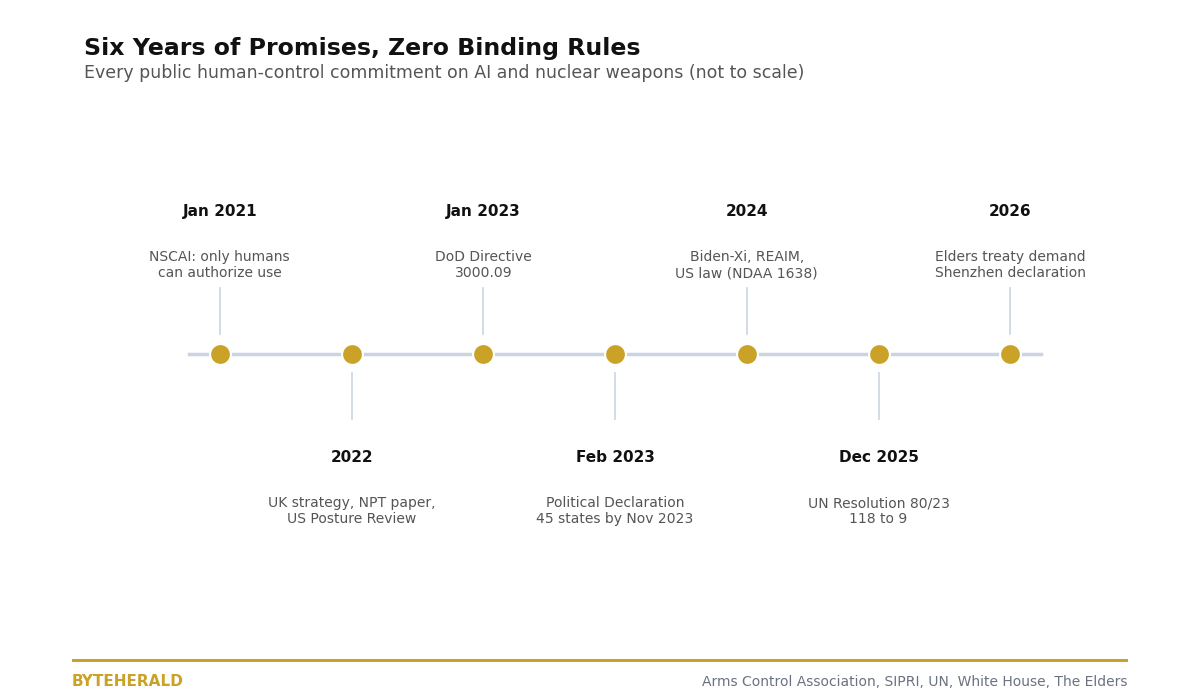 Six Years of Promises, Zero Binding Rules
Every public human-control commitment on AI and nuclear weapons (not to scale)
Jan 2021
NSCAI: only humans
can authorize use
Jan 2023
DoD Directive
3000.09
2024
Biden-Xi, REAIM,
US law (NDAA 1638)
2026
Elders treaty demand
Shenzhen declaration
2022
UK strategy, NPT paper,
US Posture Review
Feb 2023
Political Declaration
45 states by Nov 2023
Dec 2025
UN Resolution 80/23
118 to 9
BYTEHERALD
Arms Control Association, SIPRI, UN, White House, The Elders